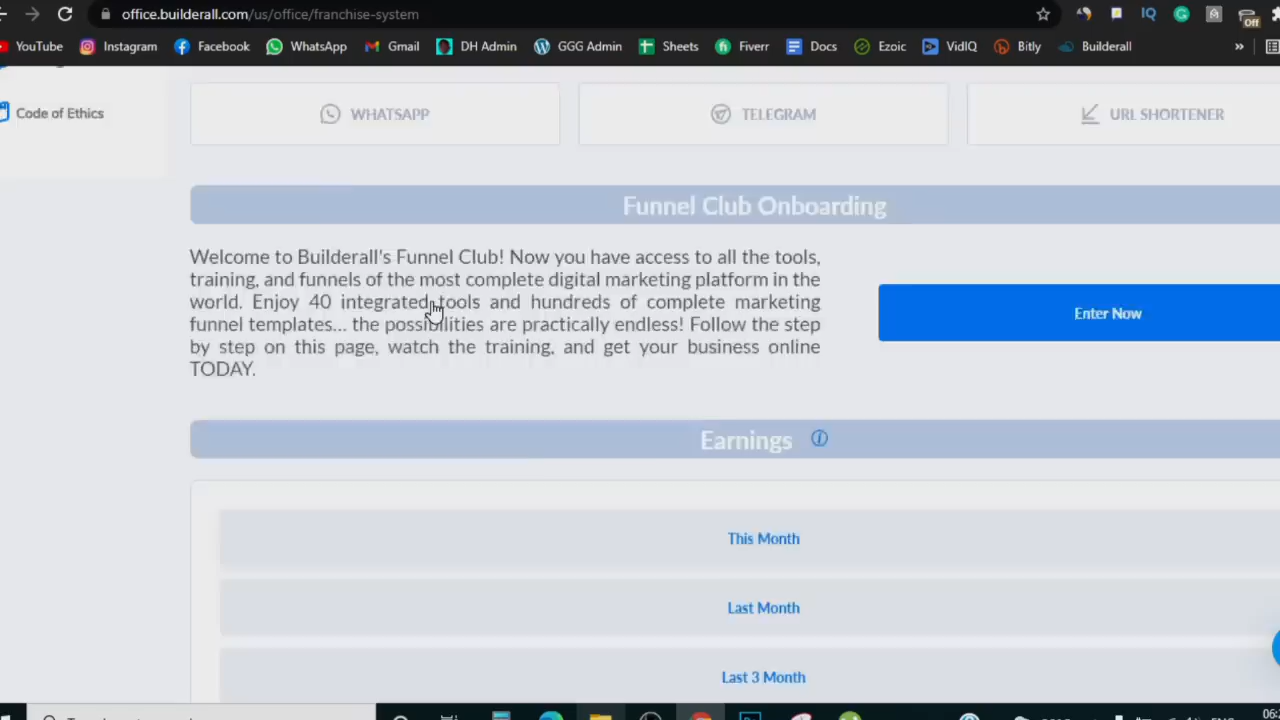 office.builderall.com/us/office/franchise-system
IQ
Off
YouTube Instagram Facebook WhatsApp Gmail DH Admin GGG Admin Sheets Fiverr Docs Ezoic VidIQ Bitly Builderall »
Code of Ethics
WHATSAPP TELEGRAM URL SHORTENER
Funnel Club Onboarding
Welcome to Builderall's Funnel Club! Now you have access to all the tools,
training, and funnels of the most complete digital marketing platform in the
world. Enjoy 40 integrated tools and hundreds of complete marketing
funnel templates... the possibilities are practically endless! Follow the step
by step on this page, watch the training, and get your business online
TODAY.
Enter Now
Earnings
This Month
Last Month
Last 3 Month